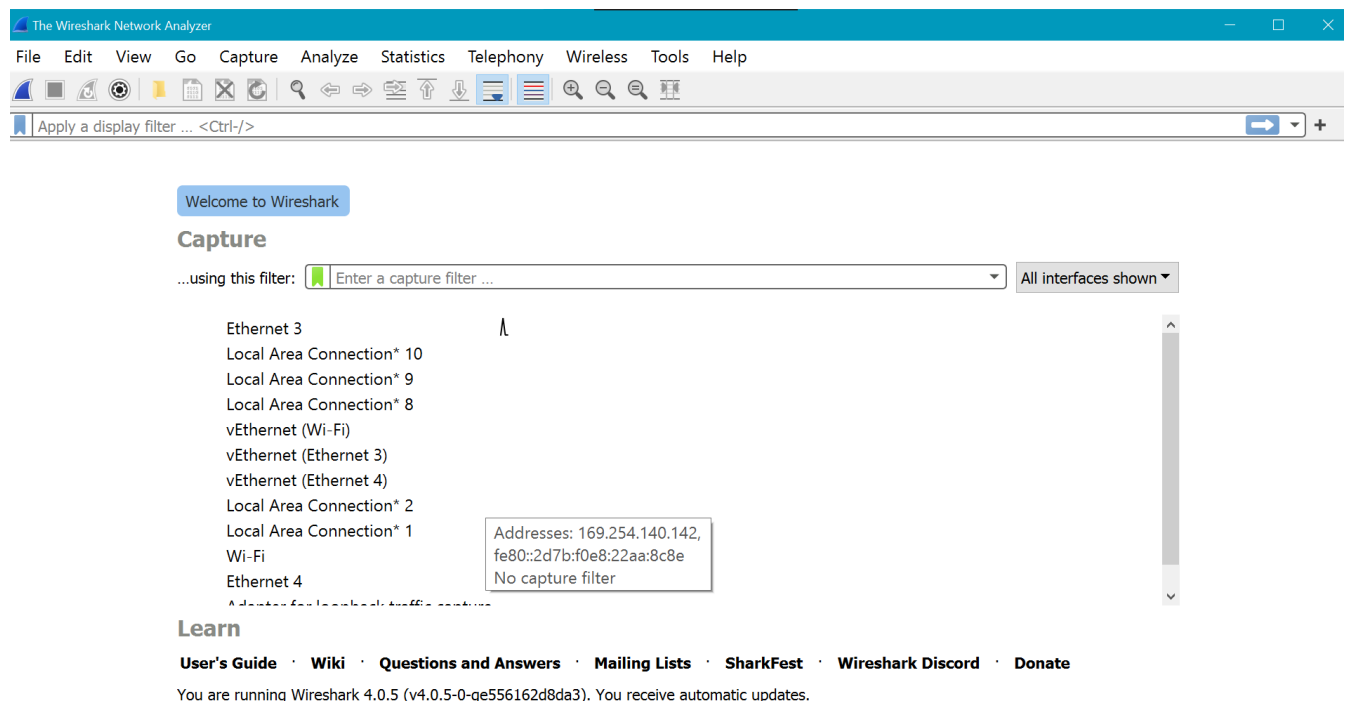 The Wireshark Network Analyzer
File Edit View Go Capture Analyze Statistics Telephony Wireless Tools Help
Apply a display filter ... <Ctrl-/>
Welcome to Wireshark
Capture
...using this filter: Enter a capture filter ... All interfaces shown
Ethernet 3
Local Area Connection* 10
Local Area Connection* 9
Local Area Connection* 8
vEthernet (Wi-Fi)
vEthernet (Ethernet 3)
vEthernet (Ethernet 4)
Local Area Connection* 2
Local Area Connection* 1
Wi-Fi
Ethernet 4
Adapter for loopback traffic capture
Addresses: 169.254.140.142,
fe80::2d7b:f0e8:22aa:8c8e
No capture filter
Learn
User's Guide · Wiki · Questions and Answers · Mailing Lists · SharkFest · Wireshark Discord · Donate
You are running Wireshark 4.0.5 (v4.0.5-0-ge556162d8da3). You receive automatic updates.